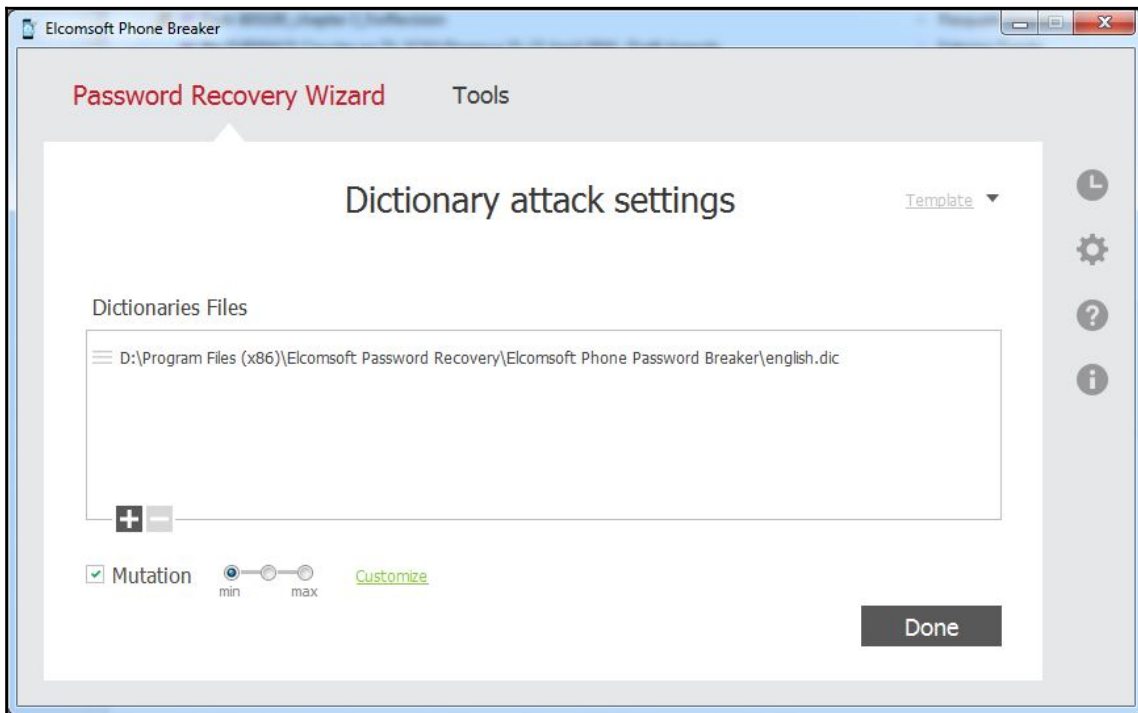 Elcomsoft Phone Breaker
Password Recovery Wizard Tools
Dictionary attack settings
Template
Dictionaries Files
D:\Program Files (x86)\Elcomsoft Password Recovery\Elcomsoft Phone Password Breaker\english.dic
Mutation
min max
Customize
Done